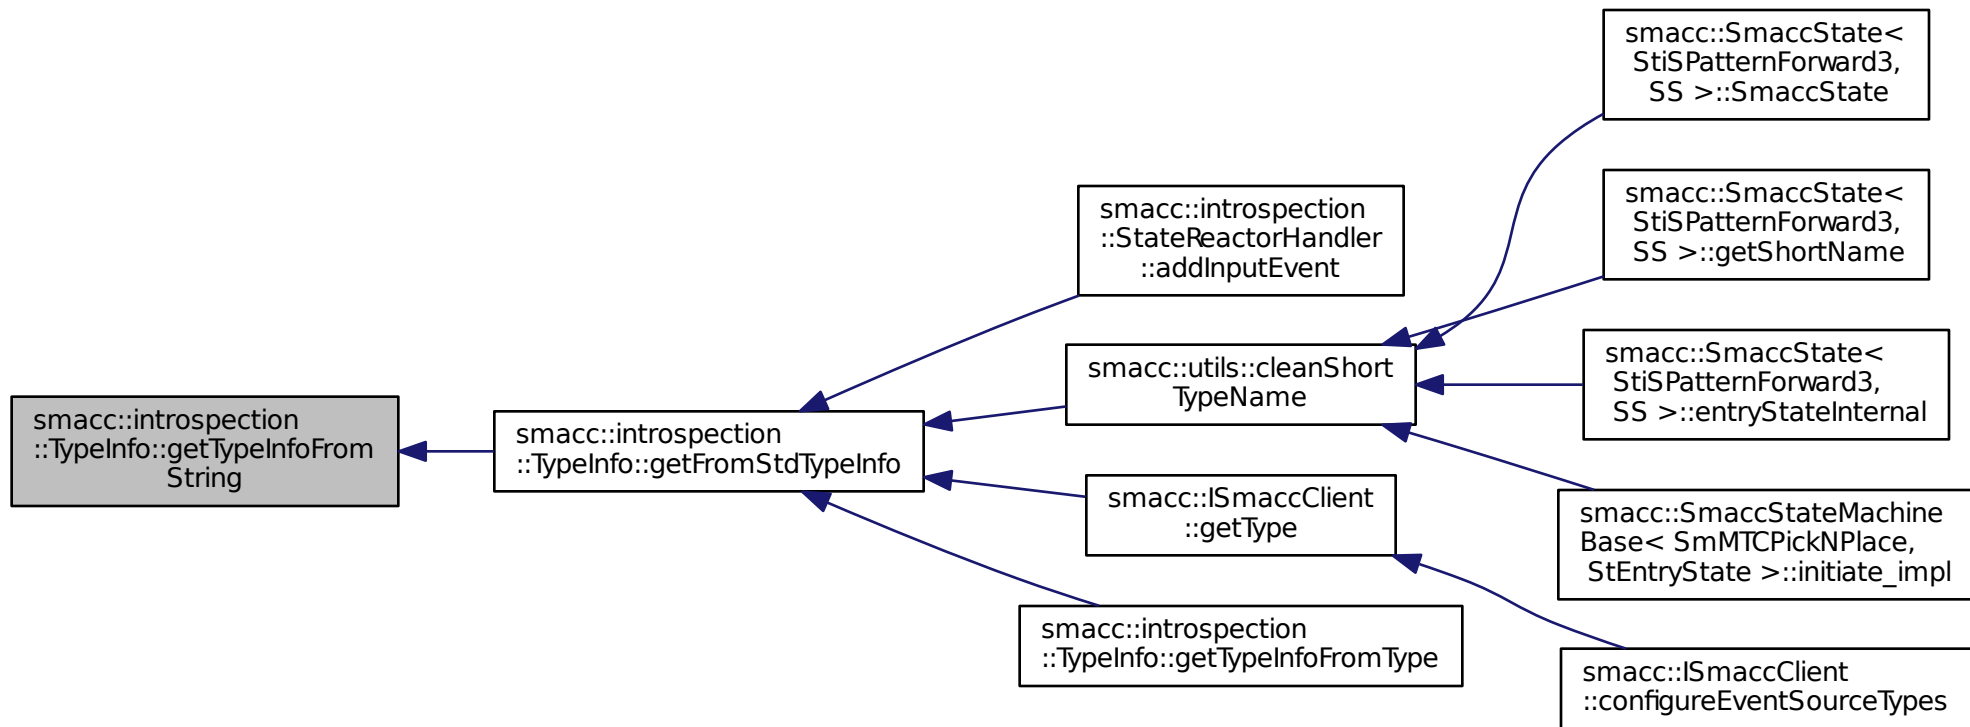 smacc::SmaccState<
StiSPatternForward3,
SS >::SmaccState
smacc::SmaccState<
StiSPatternForward3,
SS >::getShortName
smacc::introspection
::StateReactorHandler
::addInputEvent
smacc::SmaccState<
StiSPatternForward3,
SS >::entryStateInternal
smacc::utils::cleanShort
TypeName
smacc::introspection
::TypeInfo::getTypeInfoFrom
String
smacc::introspection
::TypeInfo::getFromStdTypeInfo
smacc::ISmaccClient
::getType
smacc::SmaccStateMachine
Base< SmMTCPickNPlace,
StEntryState >::initiate_impl
smacc::introspection
::TypeInfo::getTypeInfoFromType
smacc::ISmaccClient
::configureEventSourceTypes